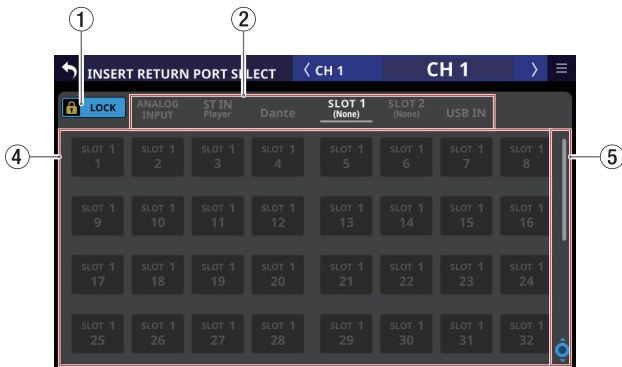 ① ②
INSERT RETURN PORT SELECT 〈 CH 1 CH 1 〉
LOCK ANALOG INPUT ST IN Player Dante SLOT 1 (None) SLOT 2 (None) USB IN
④ ⑤
SLOT 1 1 SLOT 1 2 SLOT 1 3 SLOT 1 4 SLOT 1 5 SLOT 1 6 SLOT 1 7 SLOT 1 8
SLOT 1 9 SLOT 1 10 SLOT 1 11 SLOT 1 12 SLOT 1 13 SLOT 1 14 SLOT 1 15 SLOT 1 16
SLOT 1 17 SLOT 1 18 SLOT 1 19 SLOT 1 20 SLOT 1 21 SLOT 1 22 SLOT 1 23 SLOT 1 24
SLOT 1 25 SLOT 1 26 SLOT 1 27 SLOT 1 28 SLOT 1 29 SLOT 1 30 SLOT 1 31 SLOT 1 32